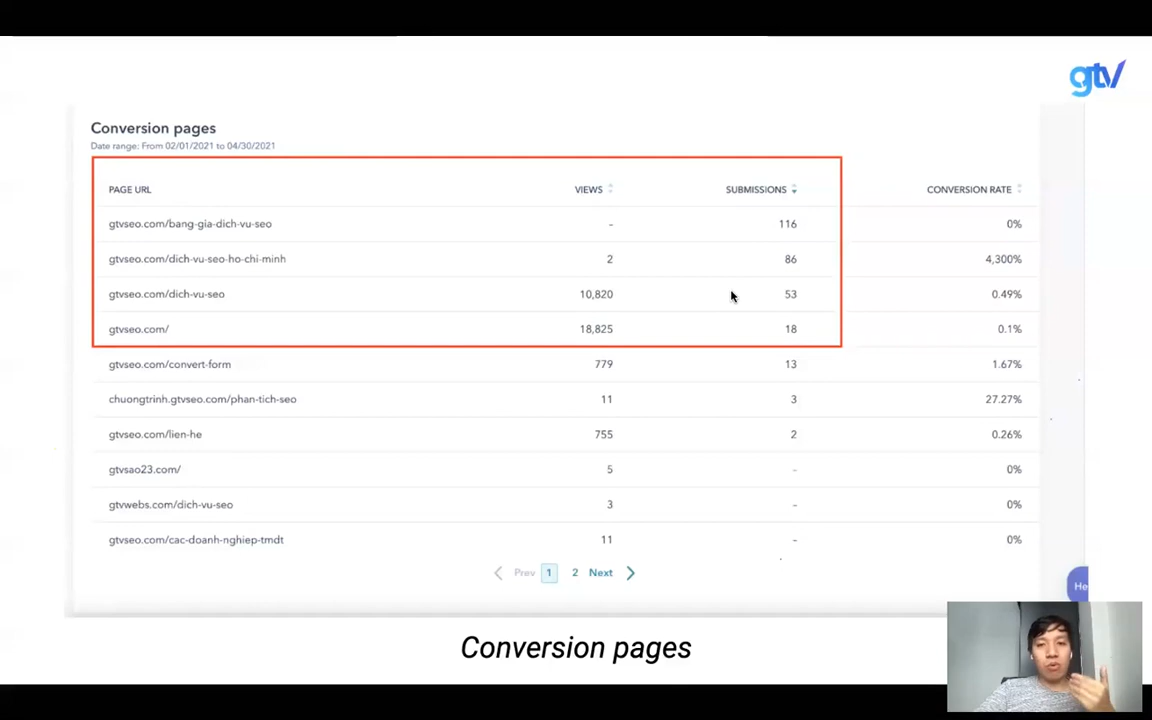 gtv
Conversion pages
Date range: From 02/01/2021 to 04/30/2021
PAGE URL VIEWS SUBMISSIONS CONVERSION RATE
gtvseo.com/bang-gia-dich-vu-seo - 116 0%
gtvseo.com/dich-vu-seo-ho-chi-minh 2 86 4,300%
gtvseo.com/dich-vu-seo 10,820 53 0.49%
gtvseo.com/ 18,825 18 0.1%
gtvseo.com/convert-form 779 13 1.67%
chuongtrinh.gtvseo.com/phan-tich-seo 11 3 27.27%
gtvseo.com/lien-he 755 2 0.26%
gtvsao23.com/ 5 - 0%
gtvwebs.com/dich-vu-seo 3 - 0%
gtvseo.com/cac-doanh-nghiep-tmdt 11 - 0%
Prev 1 2 Next
He
Conversion pages